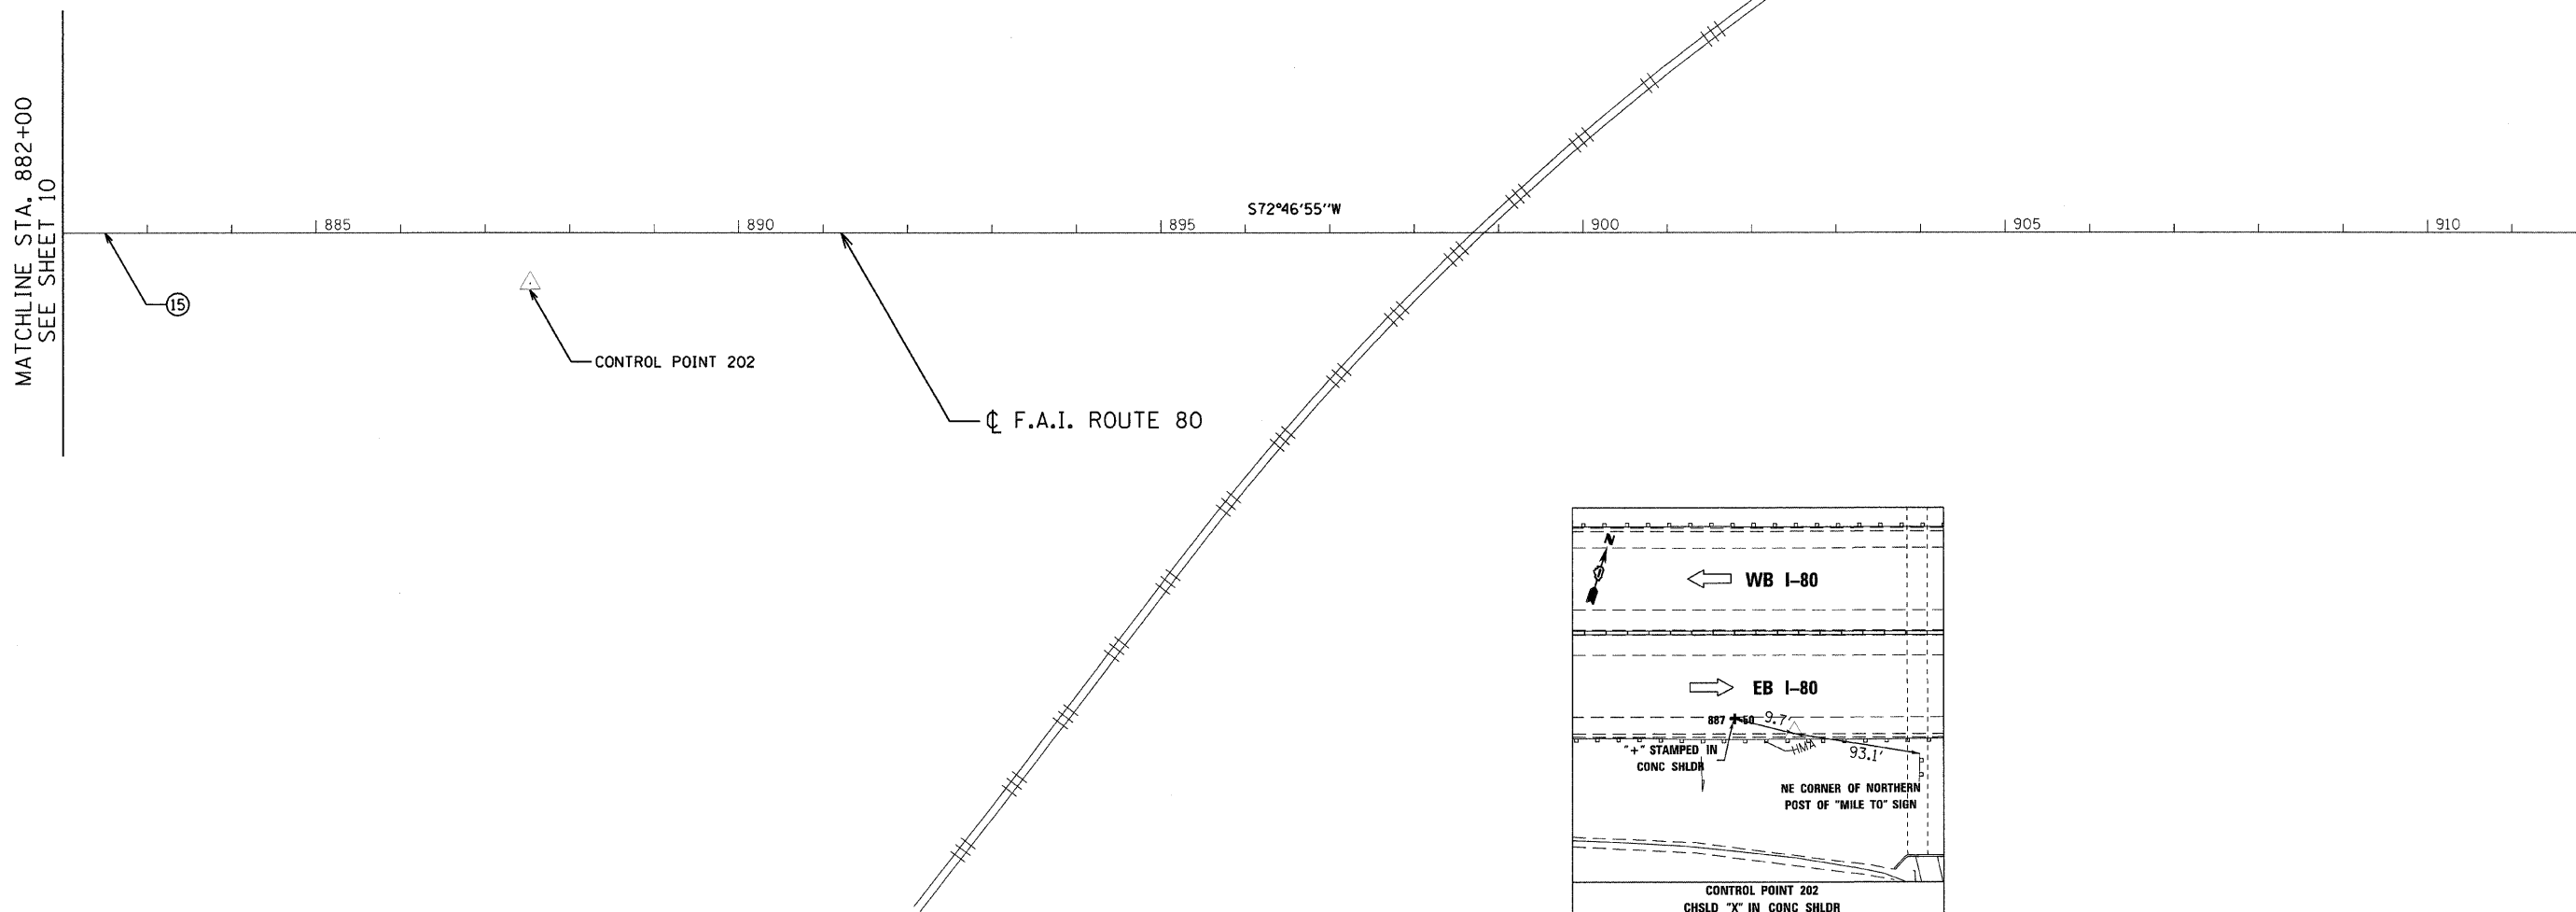 MATCHLINE STA. 882+00
SEE SHEET 10
885
890
895
S72°46'55''W
900
905
910
15
CONTROL POINT 202
℄ F.A.I. ROUTE 80
N
WB I-80
EB I-80
887+50
9.7'
"+" STAMPED IN
CONC SHLDR
HMA
93.1'
NE CORNER OF NORTHERN
POST OF "MILE TO" SIGN
CONTROL POINT 202
CHSLD "X" IN CONC SHLDR